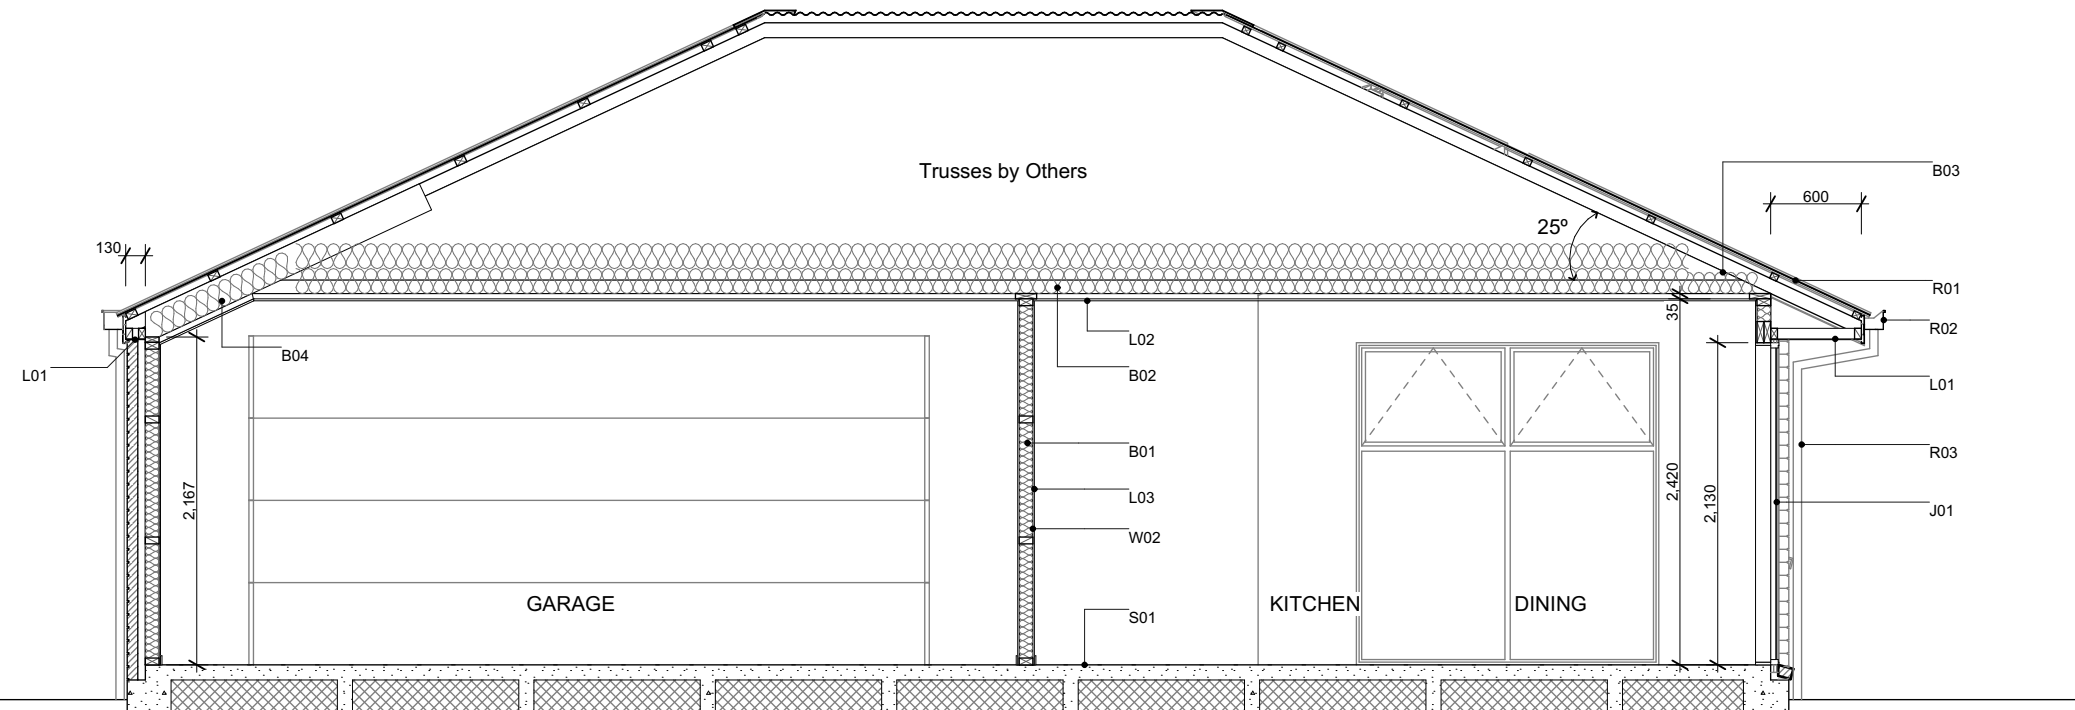 Trusses by Others
B03
600
25º
130
R01
35
R02
L02
B04
B02
L01
L01
B01
R03
2,167
2,420
2,130
L03
J01
W02
GARAGE
KITCHEN
DINING
S01